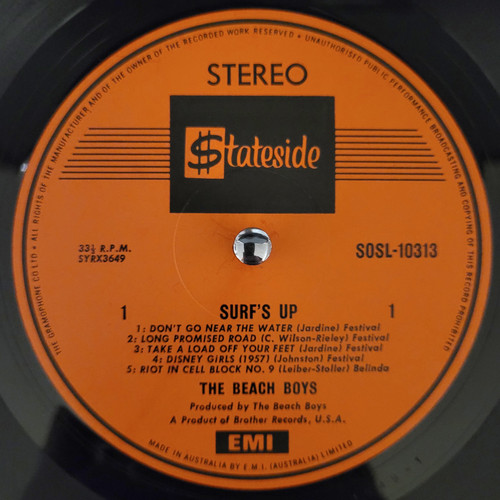 THE GRAMOPHONE CO LTD • ALL RIGHTS OF THE MANUFACTURER AND OF THE OWNER OF THE RECORDED WORK RESERVED • UNAUTHORISED PUBLIC PERFORMANCE BROADCASTING AND COPYING OF THIS RECORD PROHIBITED
STEREO
$tateside
33⅓ R.P.M.
SYRX3649
SOSL-10313
1 SURF'S UP 1
1: DON'T GO NEAR THE WATER (Jardine) Festival
2: LONG PROMISED ROAD (C. Wilson-Rieley) Festival
3: TAKE A LOAD OFF YOUR FEET (Jardine) Festival
4: DISNEY GIRLS (1957) (Johnston) Festival
5: RIOT IN CELL BLOCK NO. 9 (Leiber-Stoller) Belinda
THE BEACH BOYS
Produced by The Beach Boys
A Product of Brother Records, U.S.A.
EMI
MADE IN AUSTRALIA BY E.M.I. (AUSTRALIA) LIMITED